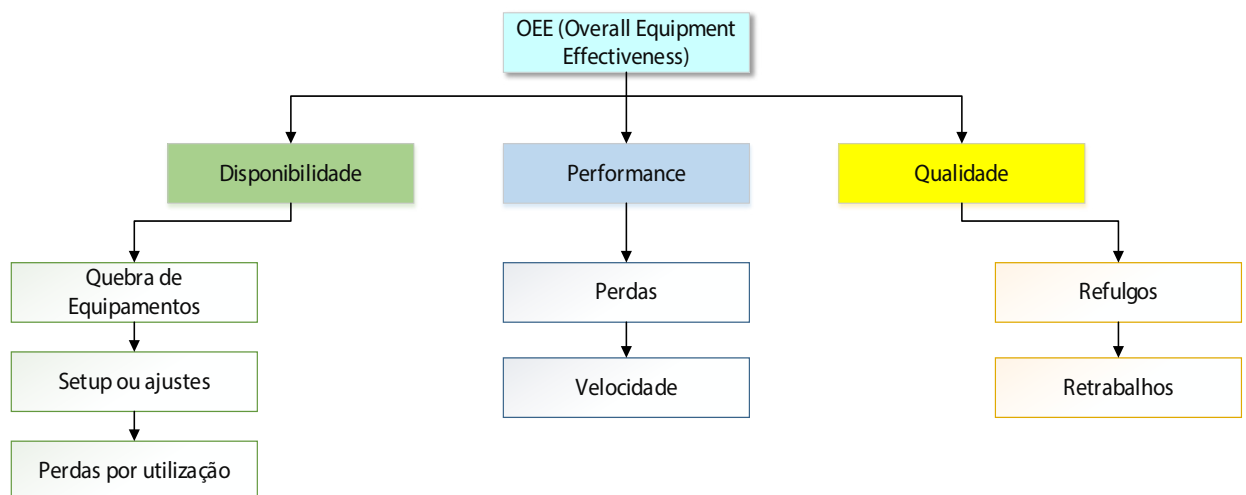 OEE (Overall Equipment
Effectiveness)
Disponibilidade
Performance
Qualidade
Quebra de
Equipamentos
Perdas
Refulgos
Setup ou ajustes
Velocidade
Retrabalhos
Perdas por utilização